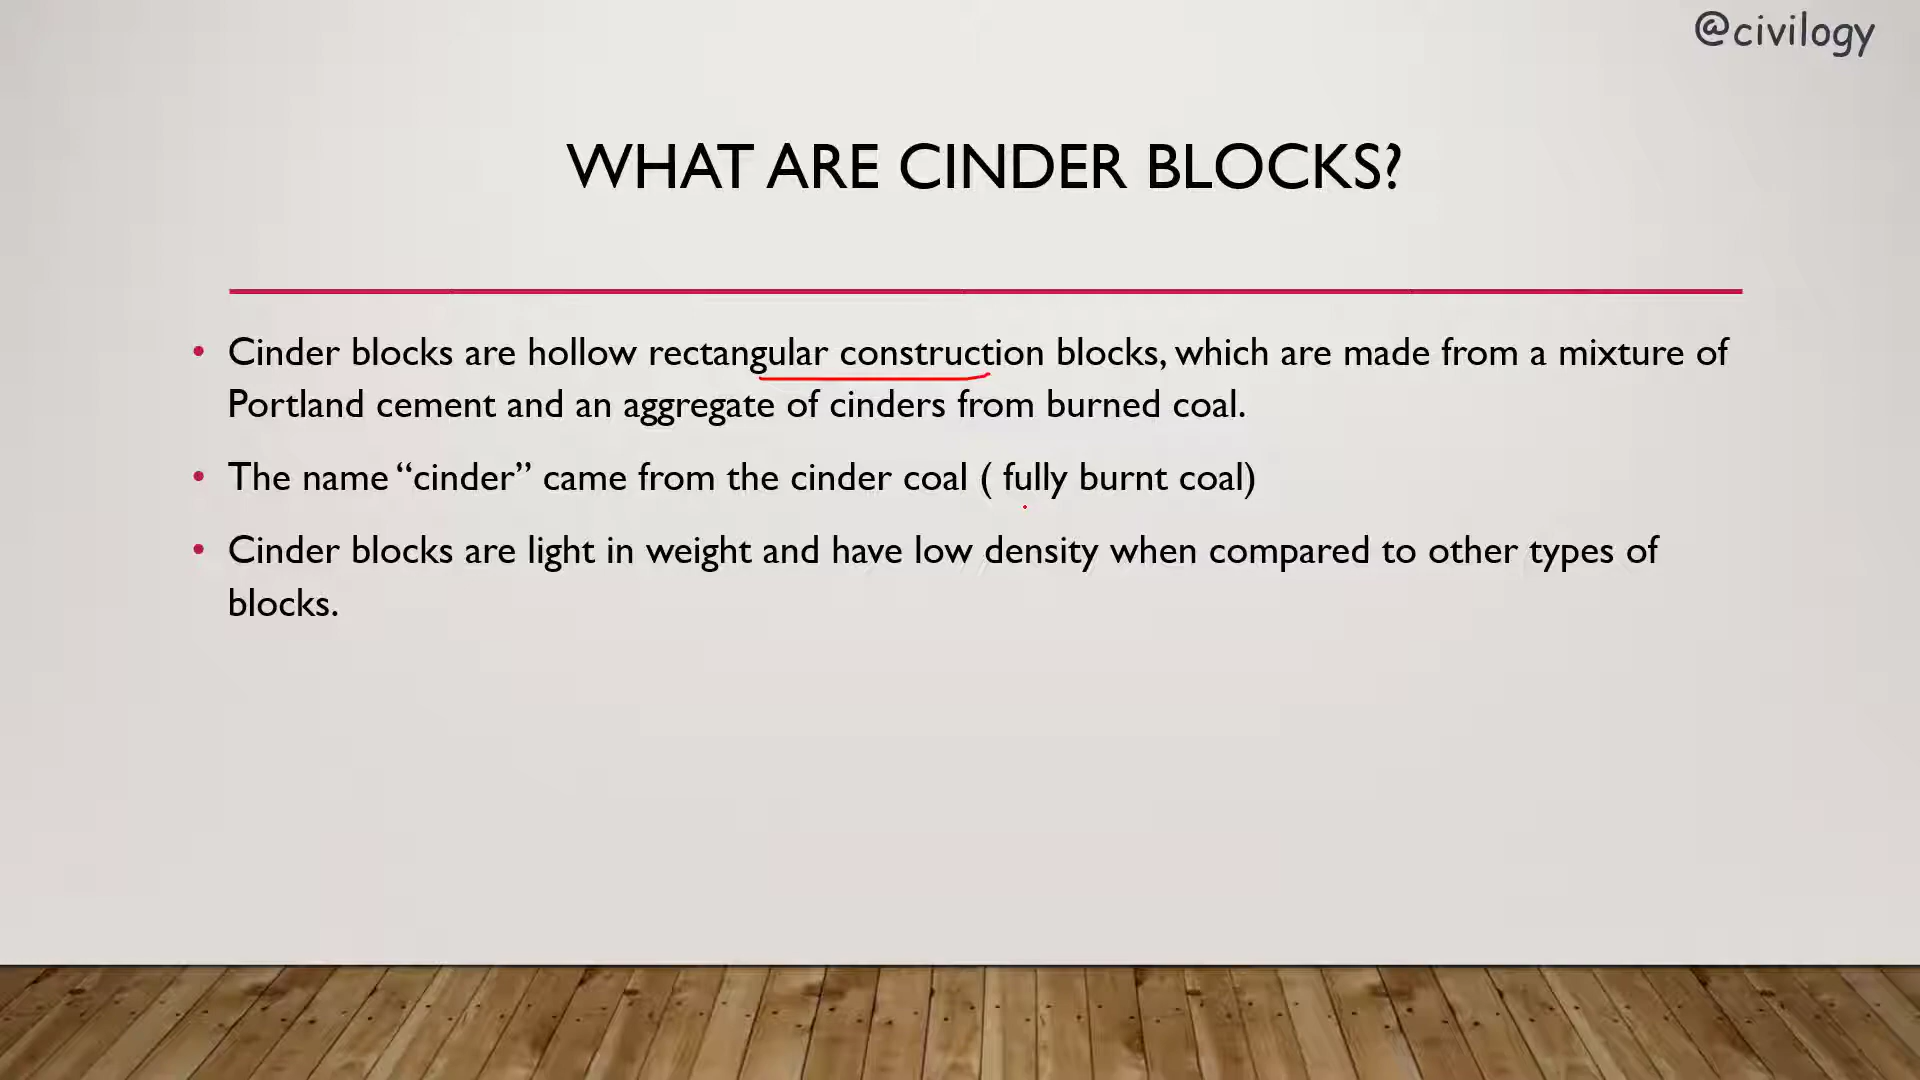 @civilogy
WHAT ARE CINDER BLOCKS?
• Cinder blocks are hollow rectangular construction blocks, which are made from a mixture of
Portland cement and an aggregate of cinders from burned coal.
• The name “cinder” came from the cinder coal ( fully burnt coal)
• Cinder blocks are light in weight and have low density when compared to other types of
blocks.